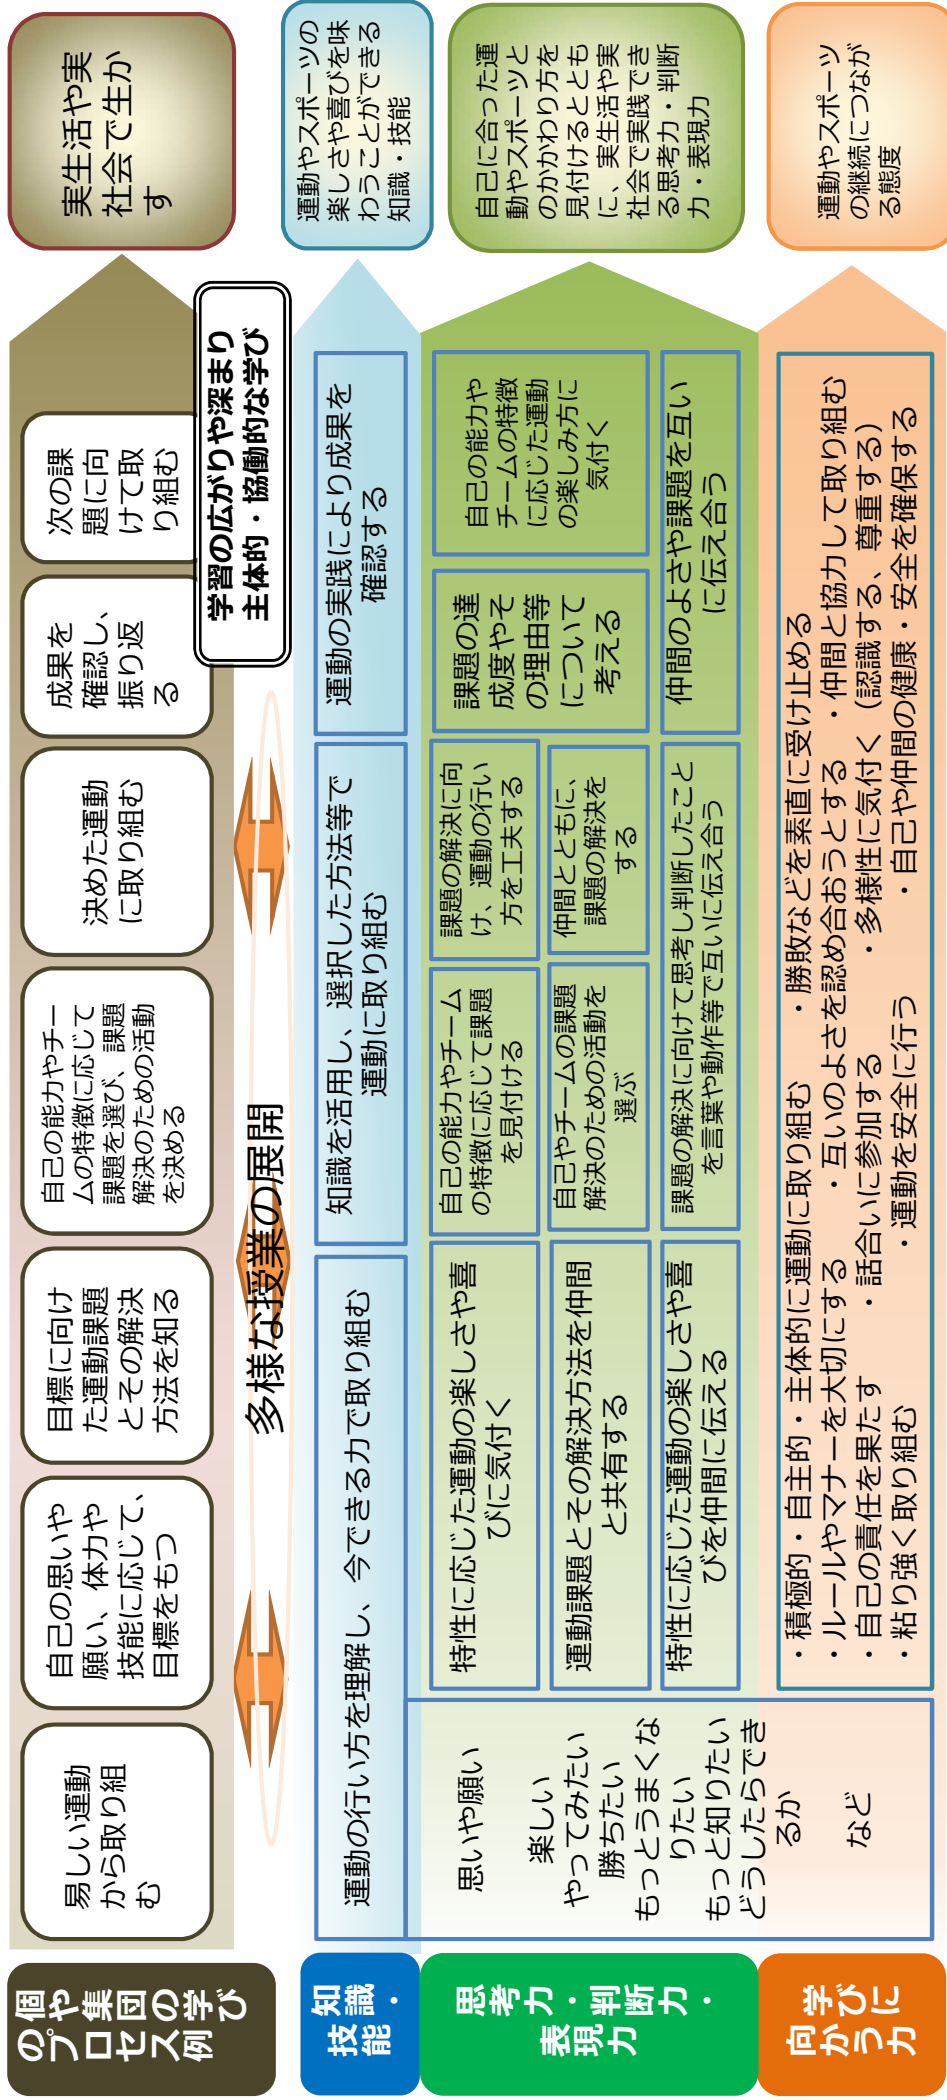 個や集団の学び
のプロセス
例
易しい運動
から取り組
む
自己の思いや
願い、体力や
技能に応じて、
目標をもつ
目標に向け
た運動課題
とその解決
方法を知る
自己の能力やチー
ムの特徴に応じて
課題を選び、課題
解決のための活動
を決める
決めた運動
に取り組む
成果を
確認し、
振り返
る
次の課
題に向
けて取
り組む
実生活や実
社会で生か
す
多様な授業の展開
学習の広がりや深まり
主体的・協働的な学び
知識・
技能・
運動の行い方を理解し、今できる力で取り組む
知識を活用し、選択した方法等で
運動に取り組む
運動の実践により成果を
確認する
運動やスポーツの
楽しさや喜びを味
わうことができる
知識・技能
思考力・判断力・
表現力
思いや願い
楽しい
やってみたい
勝ちたい
もっとうまくな
りたい
もっと知りたい
どうしたらでき
るか
など
特性に応じた運動の楽しさや喜
びに気付く
運動課題とその解決方法を仲間
と共有する
特性に応じた運動の楽しさや喜
びを仲間に伝える
自己の能力やチーム
の特徴に応じて課題
を見付ける
自己やチームの課題
解決のための活動を
選ぶ
課題の解決に向
け、運動の行い
方を工夫する
仲間とともに、
課題の解決を
する
課題の解決に向けて思考し判断したこと
を言葉や動作等で互いに伝え合う
課題の達
成度やそ
の理由等
について
考える
自己の能力や
チームの特徴
に応じた運動
の楽しみ方に
気付く
仲間のよさや課題を互い
に伝え合う
自己に合った運
動やスポーツと
のかかわり方を
見付けるととも
に、実生活や実
社会で実践でき
る思考力・判断
力・表現力
学びに
向かう力
・積極的・自主的・主体的に運動に取り組む ・勝敗などを素直に受け止める
・ルールやマナーを大切にする ・互いのよさを認め合おうとする ・仲間と協力して取り組む
・自己の責任を果たす ・話合いに参加する ・多様性に気付く（認識する、尊重する）
・粘り強く取り組む ・運動を安全に行う ・自己や仲間の健康・安全を確保する
運動やスポーツ
の継続につなが
る態度